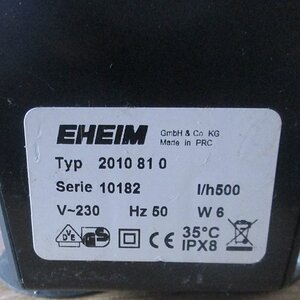 EHEIM GmbH & Co. KG
Made in PRC
Typ 2010 81 0
Serie 10182 l/h500
V~230 Hz 50 W 6
35°C
IPX8